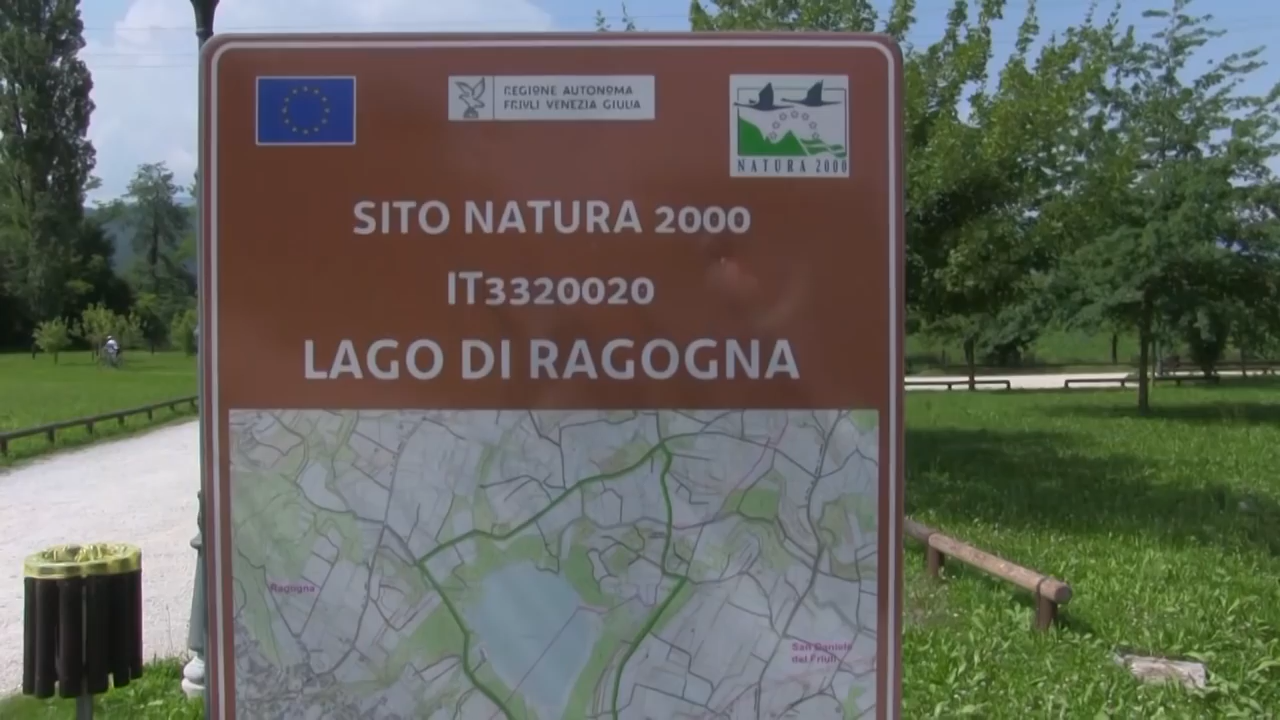 REGIONE AUTONOMA
FRIULI VENEZIA GIULIA
NATURA 2000
SITO NATURA 2000
IT3320020
LAGO DI RAGOGNA
Ragogna
San Daniele
del Friuli